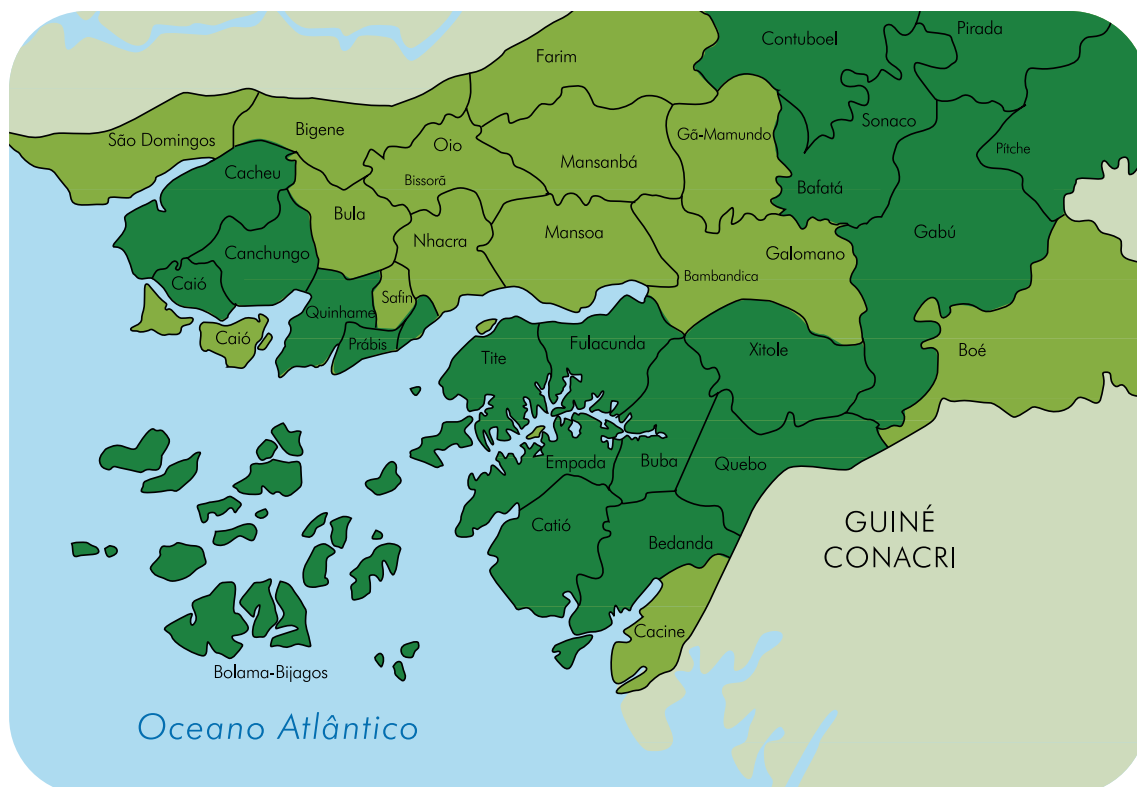 Pirada
Contuboel
Farim
Sonaco
Gã-Mamundo
São Domingos
Bigene
Oio
Mansanbá
Pítche
Cacheu
Bissorã
Bafatá
Bula
Gabú
Nhacra
Mansoa
Canchungo
Galomano
Bambandica
Caió
Safin
Quinhame
Caió
Prábis
Fulacunda
Xitole
Boé
Tite
Empada
Buba
Quebo
GUINÉ
CONACRI
Catió
Bedanda
Cacine
Bolama-Bijagos
Oceano Atlântico